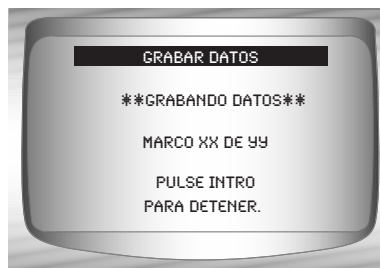 GRABAR DATOS
**GRABANDO DATOS**
MARCO XX DE YY
PULSE INTRO
PARA DETENER.